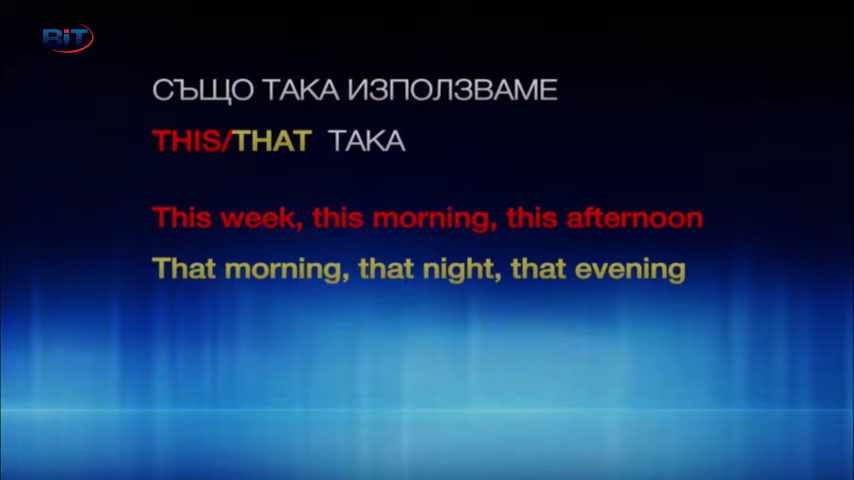 BiT
СЪЩО ТАКА ИЗПОЛЗВАМЕ
THIS/THAT ТАКА
This week, this morning, this afternoon
That morning, that night, that evening